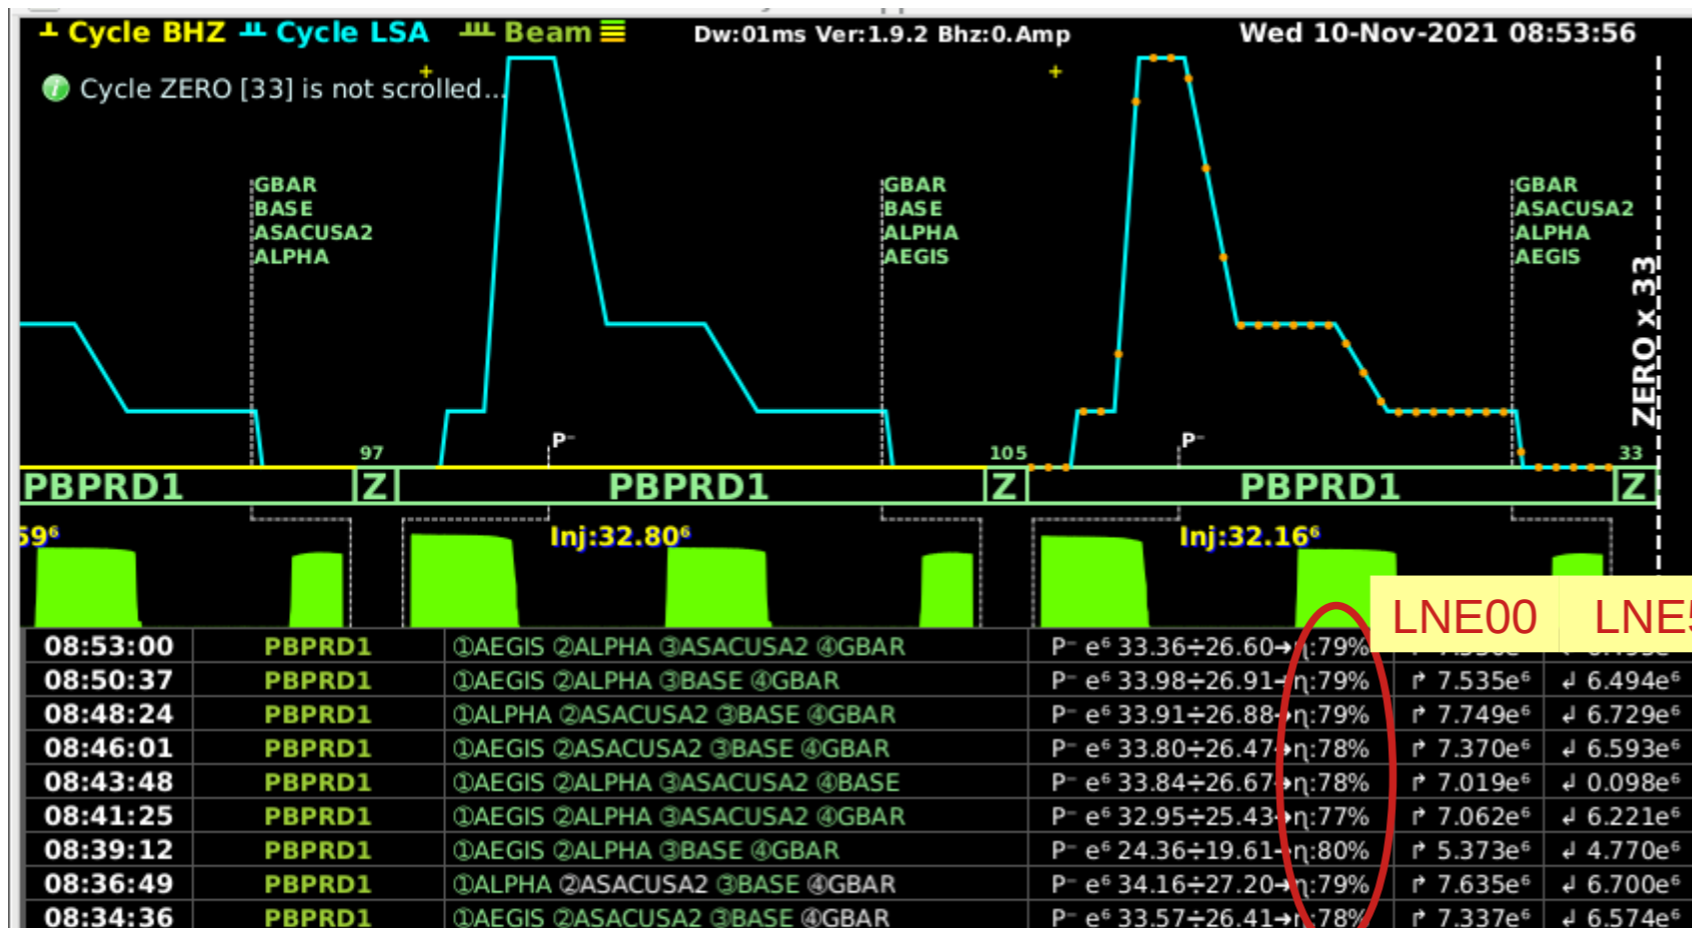 Cycle BHZ Cycle LSA Beam Dw:01ms Ver:1.9.2 Bhz:0.Amp Wed 10-Nov-2021 08:53:56
Cycle ZERO [33] is not scrolled...
GBAR
BASE
ASACUSA2
ALPHA
GBAR
BASE
ALPHA
AEGIS
GBAR
ASACUSA2
ALPHA
AEGIS
ZERO x 33
P⁻ P⁻
97 105 33
PBPRD1 Z PBPRD1 Z PBPRD1 Z
59⁶ Inj:32.80⁶ Inj:32.16⁶
LNE00 LNE5
08:53:00 PBPRD1 ①AEGIS ②ALPHA ③ASACUSA2 ④GBAR P⁻ e⁶ 33.36÷26.60→η:79%
08:50:37 PBPRD1 ①AEGIS ②ALPHA ③BASE ④GBAR P⁻ e⁶ 33.98÷26.91→η:79% ↱ 7.535e⁶ ↲ 6.494e⁶
08:48:24 PBPRD1 ①ALPHA ②ASACUSA2 ③BASE ④GBAR P⁻ e⁶ 33.91÷26.88→η:79% ↱ 7.749e⁶ ↲ 6.729e⁶
08:46:01 PBPRD1 ①AEGIS ②ASACUSA2 ③BASE ④GBAR P⁻ e⁶ 33.80÷26.47→η:78% ↱ 7.370e⁶ ↲ 6.593e⁶
08:43:48 PBPRD1 ①AEGIS ②ALPHA ③ASACUSA2 ④BASE P⁻ e⁶ 33.84÷26.67→η:78% ↱ 7.019e⁶ ↲ 0.098e⁶
08:41:25 PBPRD1 ①AEGIS ②ALPHA ③ASACUSA2 ④GBAR P⁻ e⁶ 32.95÷25.43→η:77% ↱ 7.062e⁶ ↲ 6.221e⁶
08:39:12 PBPRD1 ①AEGIS ②ALPHA ③BASE ④GBAR P⁻ e⁶ 24.36÷19.61→η:80% ↱ 5.373e⁶ ↲ 4.770e⁶
08:36:49 PBPRD1 ①ALPHA ②ASACUSA2 ③BASE ④GBAR P⁻ e⁶ 34.16÷27.20→η:79% ↱ 7.635e⁶ ↲ 6.700e⁶
08:34:36 PBPRD1 ①AEGIS ②ASACUSA2 ③BASE ④GBAR P⁻ e⁶ 33.57÷26.41→η:78% ↱ 7.337e⁶ ↲ 6.574e⁶